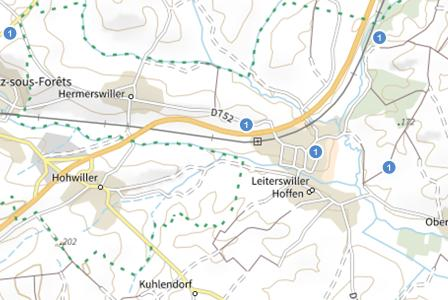 1
1
z-sous-Forêts
Hermerswiller
D752
1
.172
1
1
Hohwiller
Leiterswiller
Hoffen
Ober
.202
Kuhlendorf
D